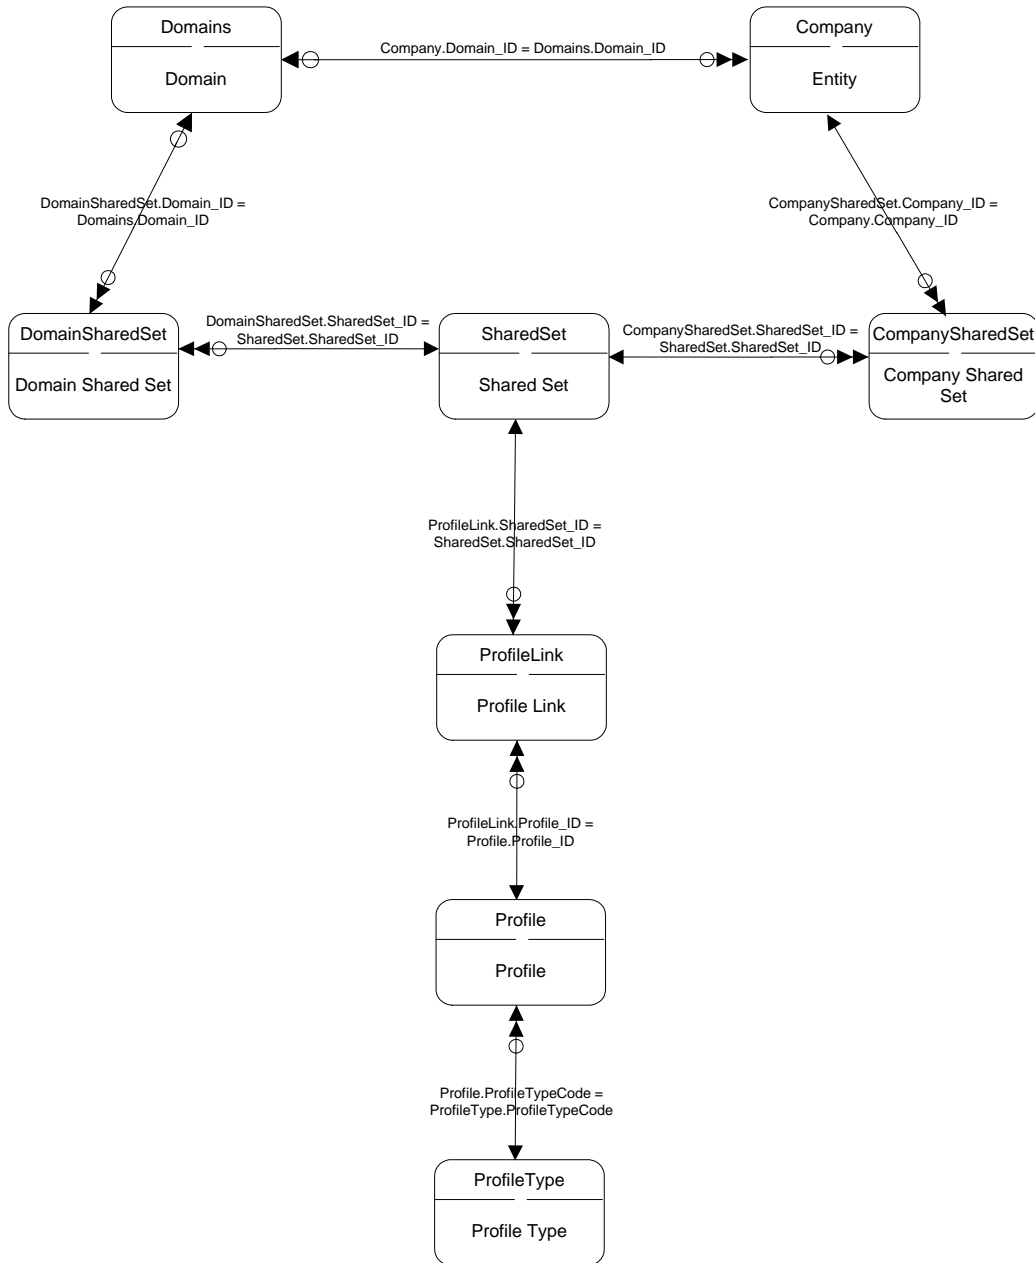 Domains
Domain
Company.Domain_ID = Domains.Domain_ID
Company
Entity
DomainSharedSet.Domain_ID =
Domains.Domain_ID
CompanySharedSet.Company_ID =
Company.Company_ID
DomainSharedSet
Domain Shared Set
DomainSharedSet.SharedSet_ID =
SharedSet.SharedSet_ID
SharedSet
Shared Set
CompanySharedSet.SharedSet_ID =
SharedSet.SharedSet_ID
CompanySharedSet
Company Shared
Set
ProfileLink.SharedSet_ID =
SharedSet.SharedSet_ID
ProfileLink
Profile Link
ProfileLink.Profile_ID =
Profile.Profile_ID
Profile
Profile
Profile.ProfileTypeCode =
ProfileType.ProfileTypeCode
ProfileType
Profile Type